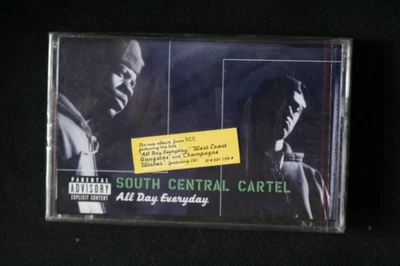 The new album from SCC
featuring the hits
"All Day Everyday," "West Coast
Gangstas" and "Champagne
Wishes"
PARENTAL
ADVISORY
EXPLICIT CONTENT
SOUTH CENTRAL CARTEL
All Day Everyday